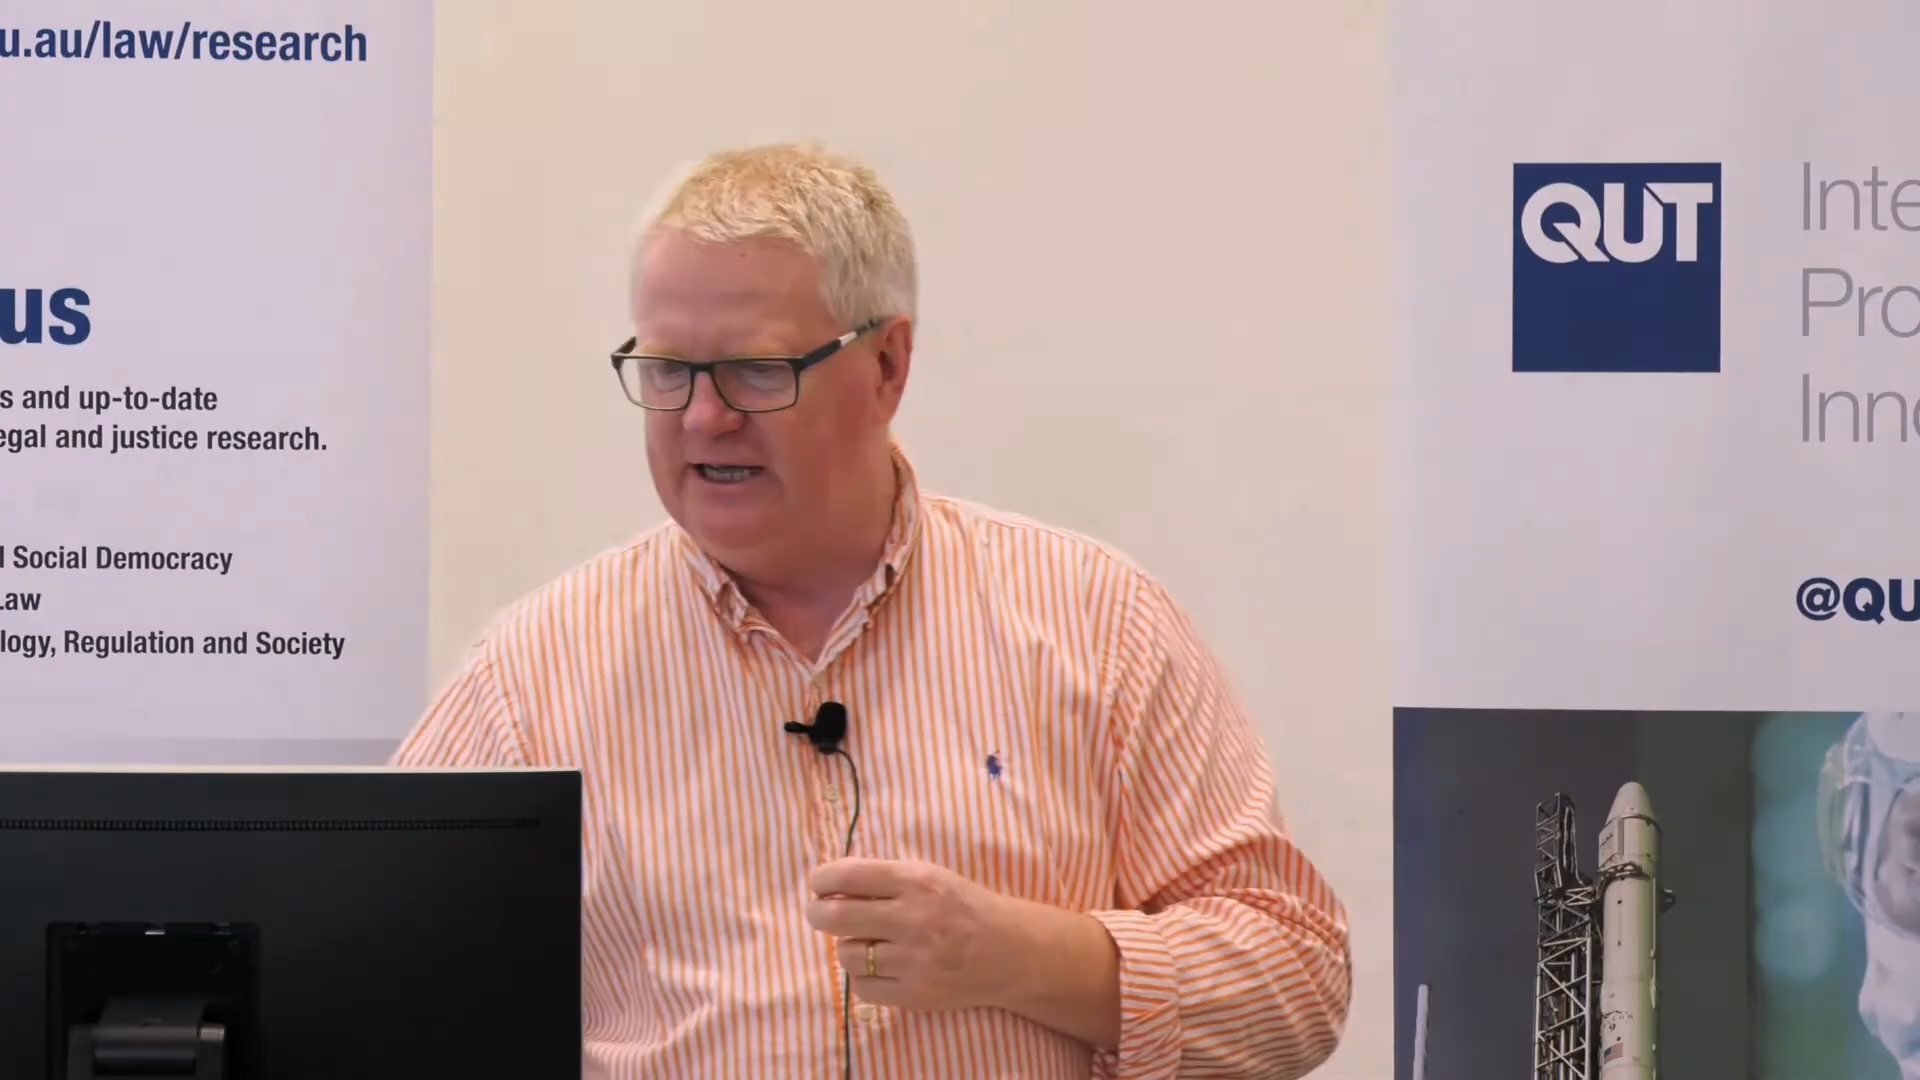 u.au/law/research
us
s and up-to-date
egal and justice research.
Social Democracy
Law
logy, Regulation and Society
QUT
Inte
Pro
Inno
@QU